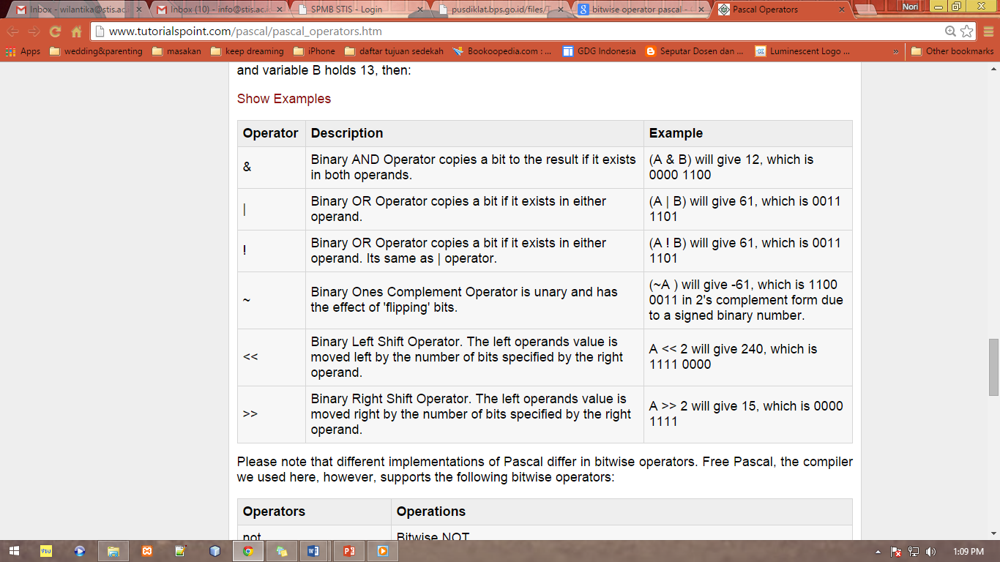 Inbox - wilantika@stis.ac.
Inbox (10) - info@stis.ac.i
SPMB STIS - Login
pusdiklat.bps.go.id/files/
bitwise operator pascal -
Pascal Operators
Nori
www.tutorialspoint.com/pascal/pascal_operators.htm
Apps
wedding&parenting
masakan
keep dreaming
iPhone
daftar tujuan sedekah
Bookoopedia.com : ...
GDG Indonesia
Seputar Dosen dan ...
Luminescent Logo ...
»
Other bookmarks
and variable B holds 13, then:
Show Examples
Operator Description Example
& Binary AND Operator copies a bit to the result if it exists
in both operands.
(A & B) will give 12, which is
0000 1100
| Binary OR Operator copies a bit if it exists in either
operand.
(A | B) will give 61, which is 0011
1101
! Binary OR Operator copies a bit if it exists in either
operand. Its same as | operator.
(A ! B) will give 61, which is 0011
1101
~ Binary Ones Complement Operator is unary and has
the effect of 'flipping' bits.
(~A ) will give -61, which is 1100
0011 in 2's complement form due
to a signed binary number.
<< Binary Left Shift Operator. The left operands value is
moved left by the number of bits specified by the right
operand.
A << 2 will give 240, which is
1111 0000
>> Binary Right Shift Operator. The left operands value is
moved right by the number of bits specified by the right
operand.
A >> 2 will give 15, which is 0000
1111
Please note that different implementations of Pascal differ in bitwise operators. Free Pascal, the compiler
we used here, however, supports the following bitwise operators:
Operators Operations
not Bitwise NOT
1:09 PM